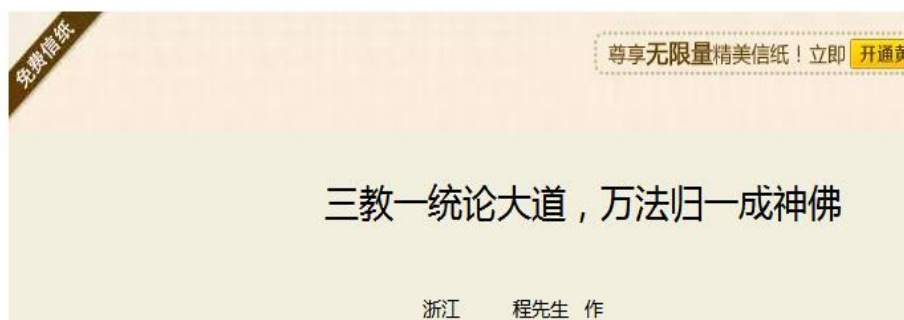 免费信纸
尊享无限量精美信纸！立即 开通黄
三教一统论大道，万法归一成神佛
浙江 程先生 作